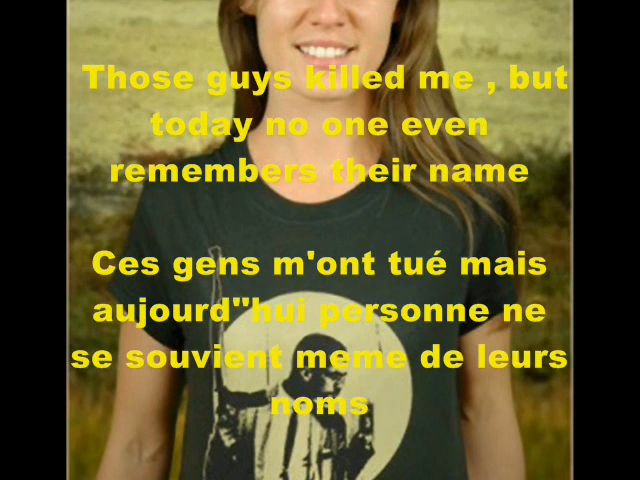 Those guys killed me , but
today no one even
remembers their name
Ces gens m'ont tué mais
aujourd''hui personne ne
se souvient meme de leurs
noms